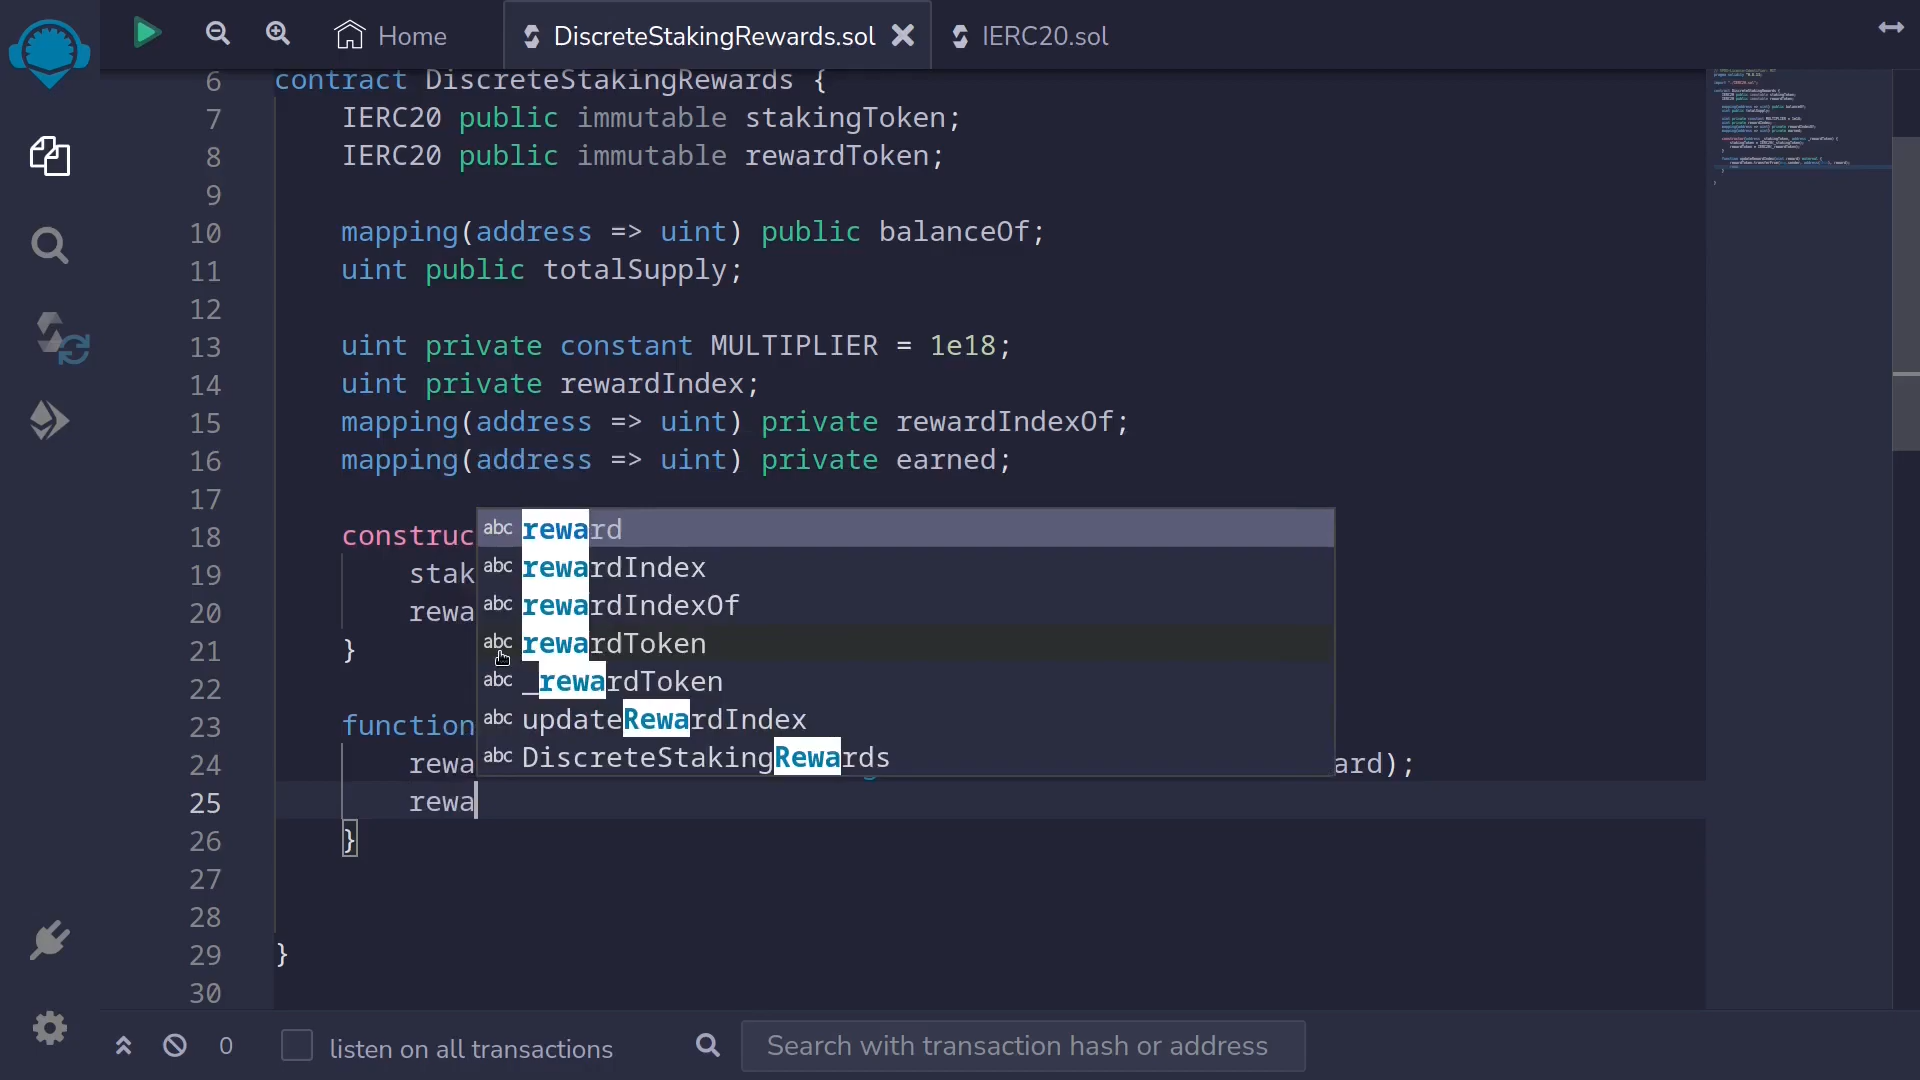 Home
DiscreteStakingRewards.sol
IERC20.sol
6 contract DiscreteStakingRewards {
7 IERC20 public immutable stakingToken;
8 IERC20 public immutable rewardToken;
9
10 mapping(address => uint) public balanceOf;
11 uint public totalSupply;
12
13 uint private constant MULTIPLIER = 1e18;
14 uint private rewardIndex;
15 mapping(address => uint) private rewardIndexOf;
16 mapping(address => uint) private earned;
17
18 construc
abc reward
abc rewardIndex
19 stak
abc rewardIndexOf
20 rewa
abc rewardToken
21 }
abc _rewardToken
22
abc updateRewardIndex
23 function
abc DiscreteStakingRewards
24 rewa ard);
25 rewa
26 }
27
28
29 }
30
0 listen on all transactions Search with transaction hash or address